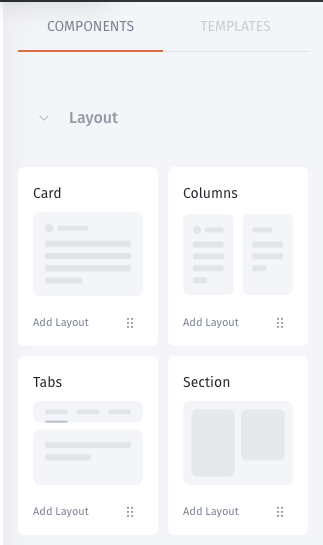 COMPONENTS TEMPLATES
Layout
Card Columns
Add Layout Add Layout
Tabs Section
Add Layout Add Layout